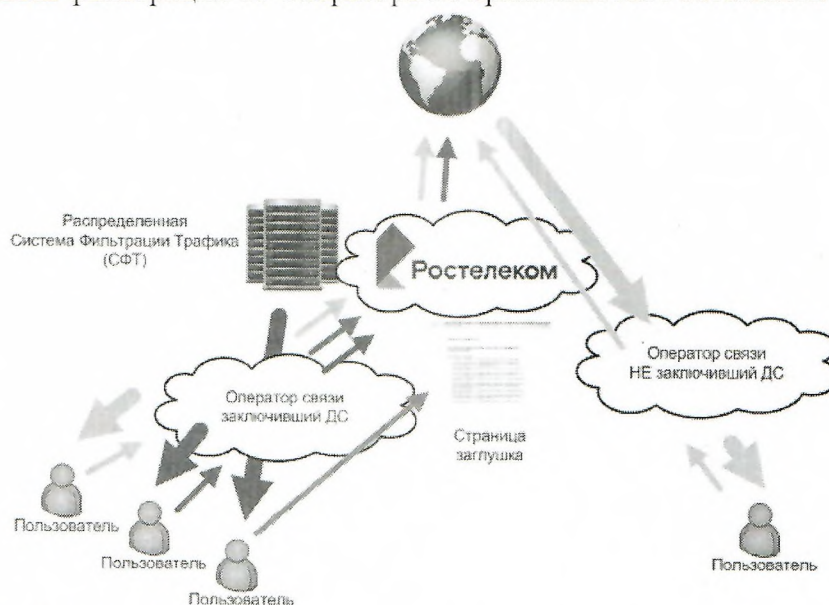 Распределенная
Система Фильтрации Трафика
(СФТ)
Ростелеком
Оператор связи
НЕ заключивший ДС
Оператор связи
заключивший ДС
Страница
заглушка
Пользователь
Пользователь
Пользователь
Пользователь